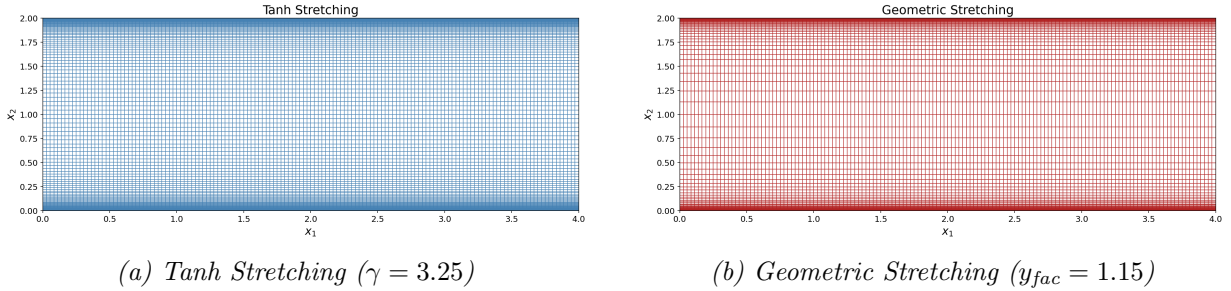 Tanh Stretching
2.00
1.75
1.50
1.25
1.00
0.75
0.50
0.25
0.00
x₂
0.0 0.5 1.0 1.5 2.0 2.5 3.0 3.5 4.0
x₁
(a) Tanh Stretching (γ = 3.25)
Geometric Stretching
2.00
1.75
1.50
1.25
1.00
0.75
0.50
0.25
0.00
x₂
0.0 0.5 1.0 1.5 2.0 2.5 3.0 3.5 4.0
x₁
(b) Geometric Stretching (y_{fac} = 1.15)